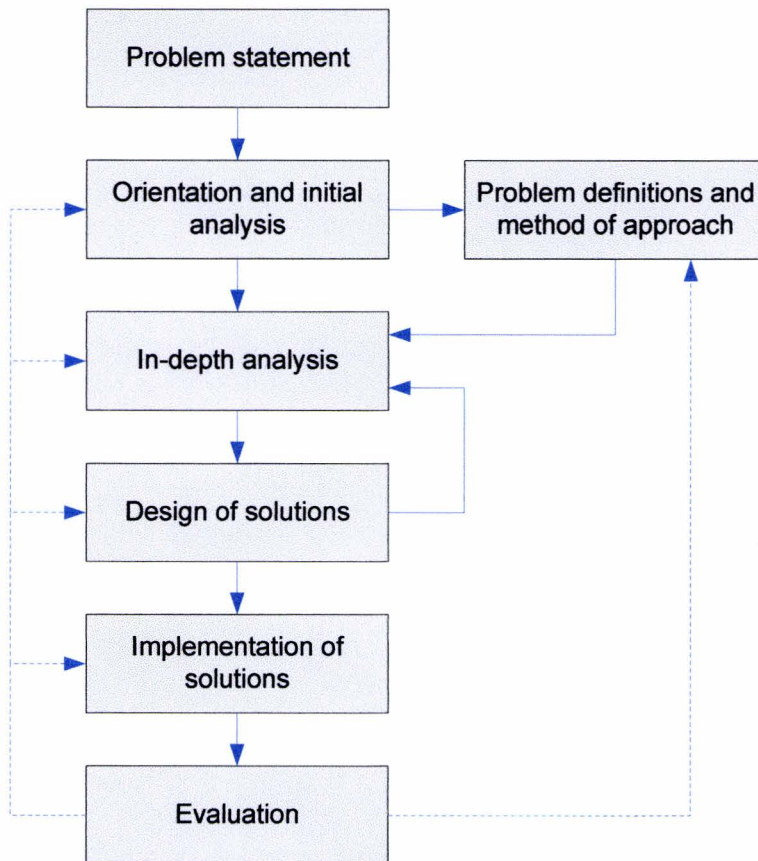 Problem statement
Orientation and initial
analysis
Problem definitions and
method of approach
In-depth analysis
Design of solutions
Implementation of
solutions
Evaluation